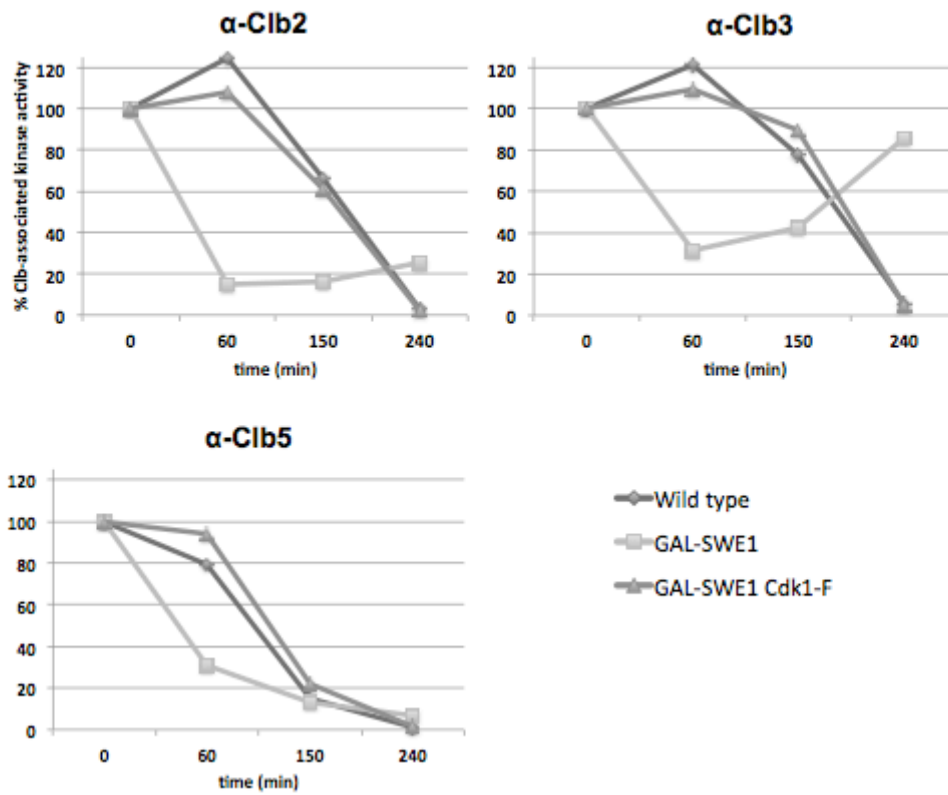 α-Clb2
% Clb-associated kinase activity
120
100
80
60
40
20
0
0 60 150 240
time (min)
α-Clb3
120
100
80
60
40
20
0
0 60 150 240
time (min)
α-Clb5
120
100
80
60
40
20
0
0 60 150 240
time (min)
Wild type
GAL-SWE1
GAL-SWE1 Cdk1-F